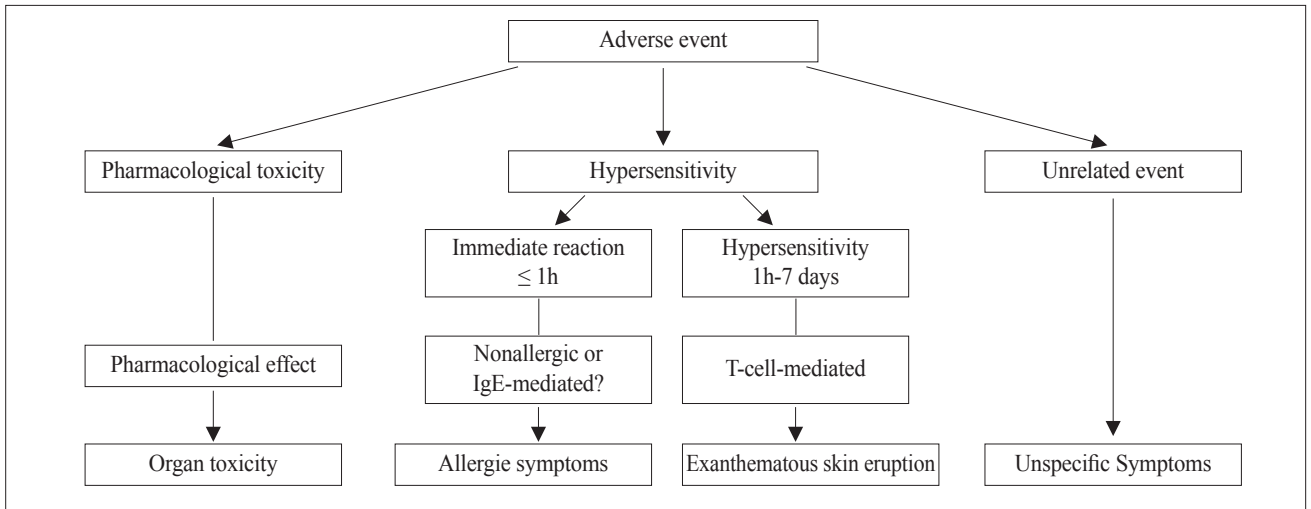 Adverse event
Pharmacological toxicity
Hypersensitivity
Unrelated event
Immediate reaction
≤ 1h
Hypersensitivity
1h-7 days
Pharmacological effect
Nonallergic or
IgE-mediated?
T-cell-mediated
Organ toxicity
Allergie symptoms
Exanthematous skin eruption
Unspecific Symptoms